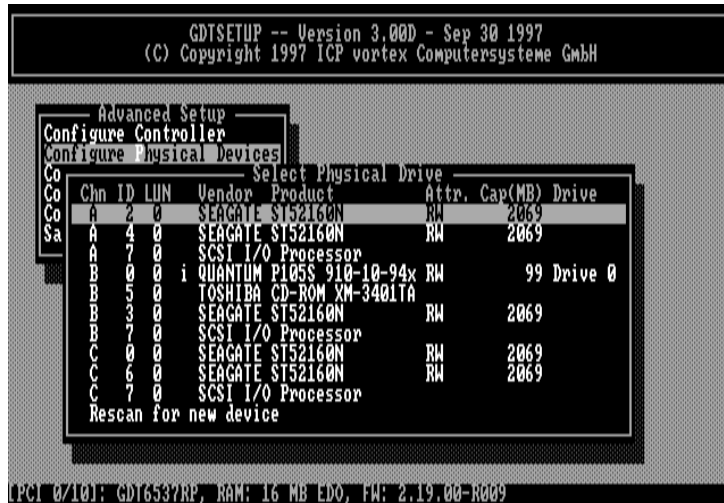 GDTSETUP -- Version 3.00D - Sep 30 1997
(C) Copyright 1997 ICP vortex Computersysteme GmbH
Advanced Setup
Configure Controller
Configure Physical Devices
Co
Co
Co
Co
Sa
Select Physical Drive
Chn ID LUN Vendor Product Attr. Cap(MB) Drive
A 2 0 SEAGATE ST52160N RW 2069
A 4 0 SEAGATE ST52160N RW 2069
A 7 0 SCSI I/O Processor
B 0 0 i QUANTUM P105S 910-10-94x RW 99 Drive 0
B 5 0 TOSHIBA CD-ROM XM-3401TA
B 3 0 SEAGATE ST52160N RW 2069
B 7 0 SCSI I/O Processor
C 0 0 SEAGATE ST52160N RW 2069
C 6 0 SEAGATE ST52160N RW 2069
C 7 0 SCSI I/O Processor
Rescan for new device
[PCI 0/10]: GDT6537RP, RAM: 16 MB EDO, FW: 2.19.00-R009